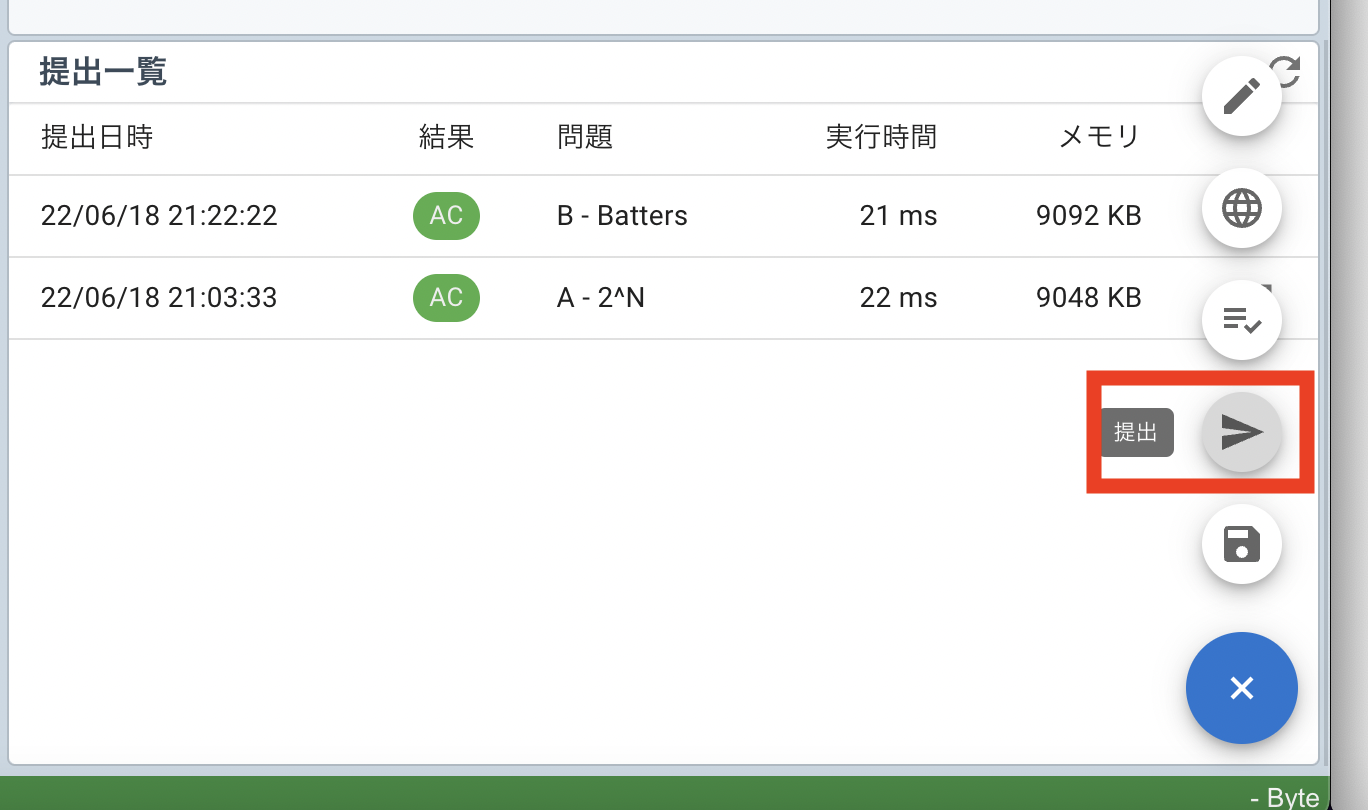 提出一覧
提出日時 結果 問題 実行時間 メモリ
22/06/18 21:22:22 AC B - Batters 21 ms 9092 KB
22/06/18 21:03:33 AC A - 2^N 22 ms 9048 KB
提出
- Byte